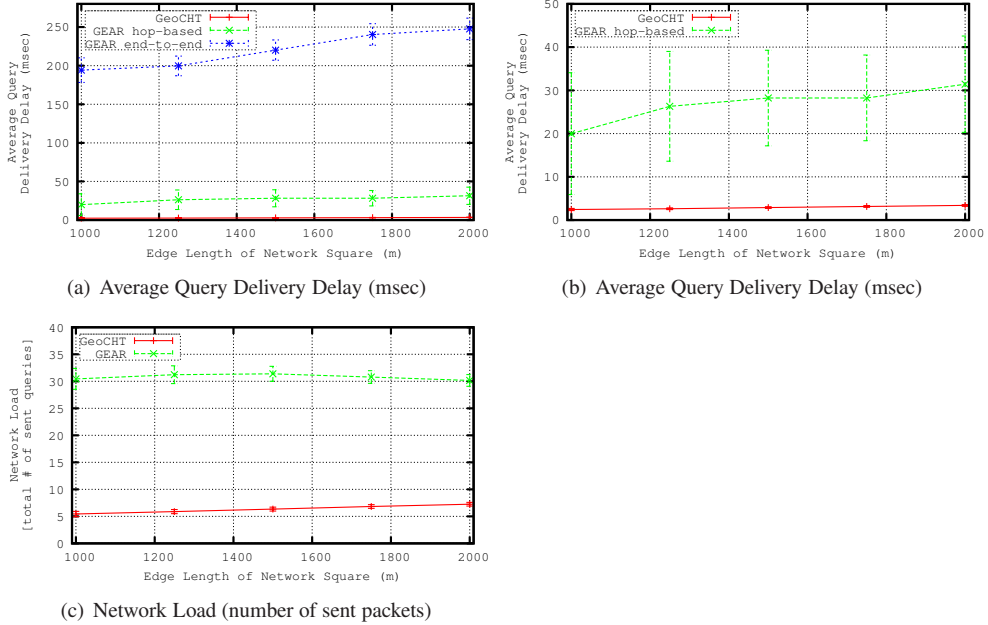 GeoCHT
GEAR hop-based
GEAR end-to-end
250
200
150
100
50
0
Average Query
Delivery Delay (msec)
1000 1200 1400 1600 1800 2000
Edge Length of Network Square (m)
(a) Average Query Delivery Delay (msec)
GeoCHT
GEAR hop-based
50
40
30
20
10
0
Average Query
Delivery Delay (msec)
1000 1200 1400 1600 1800 2000
Edge Length of Network Square (m)
(b) Average Query Delivery Delay (msec)
GeoCHT
GEAR
40
35
30
25
20
15
10
5
0
Network Load
[total # of sent queries]
1000 1200 1400 1600 1800 2000
Edge Length of Network Square (m)
(c) Network Load (number of sent packets)